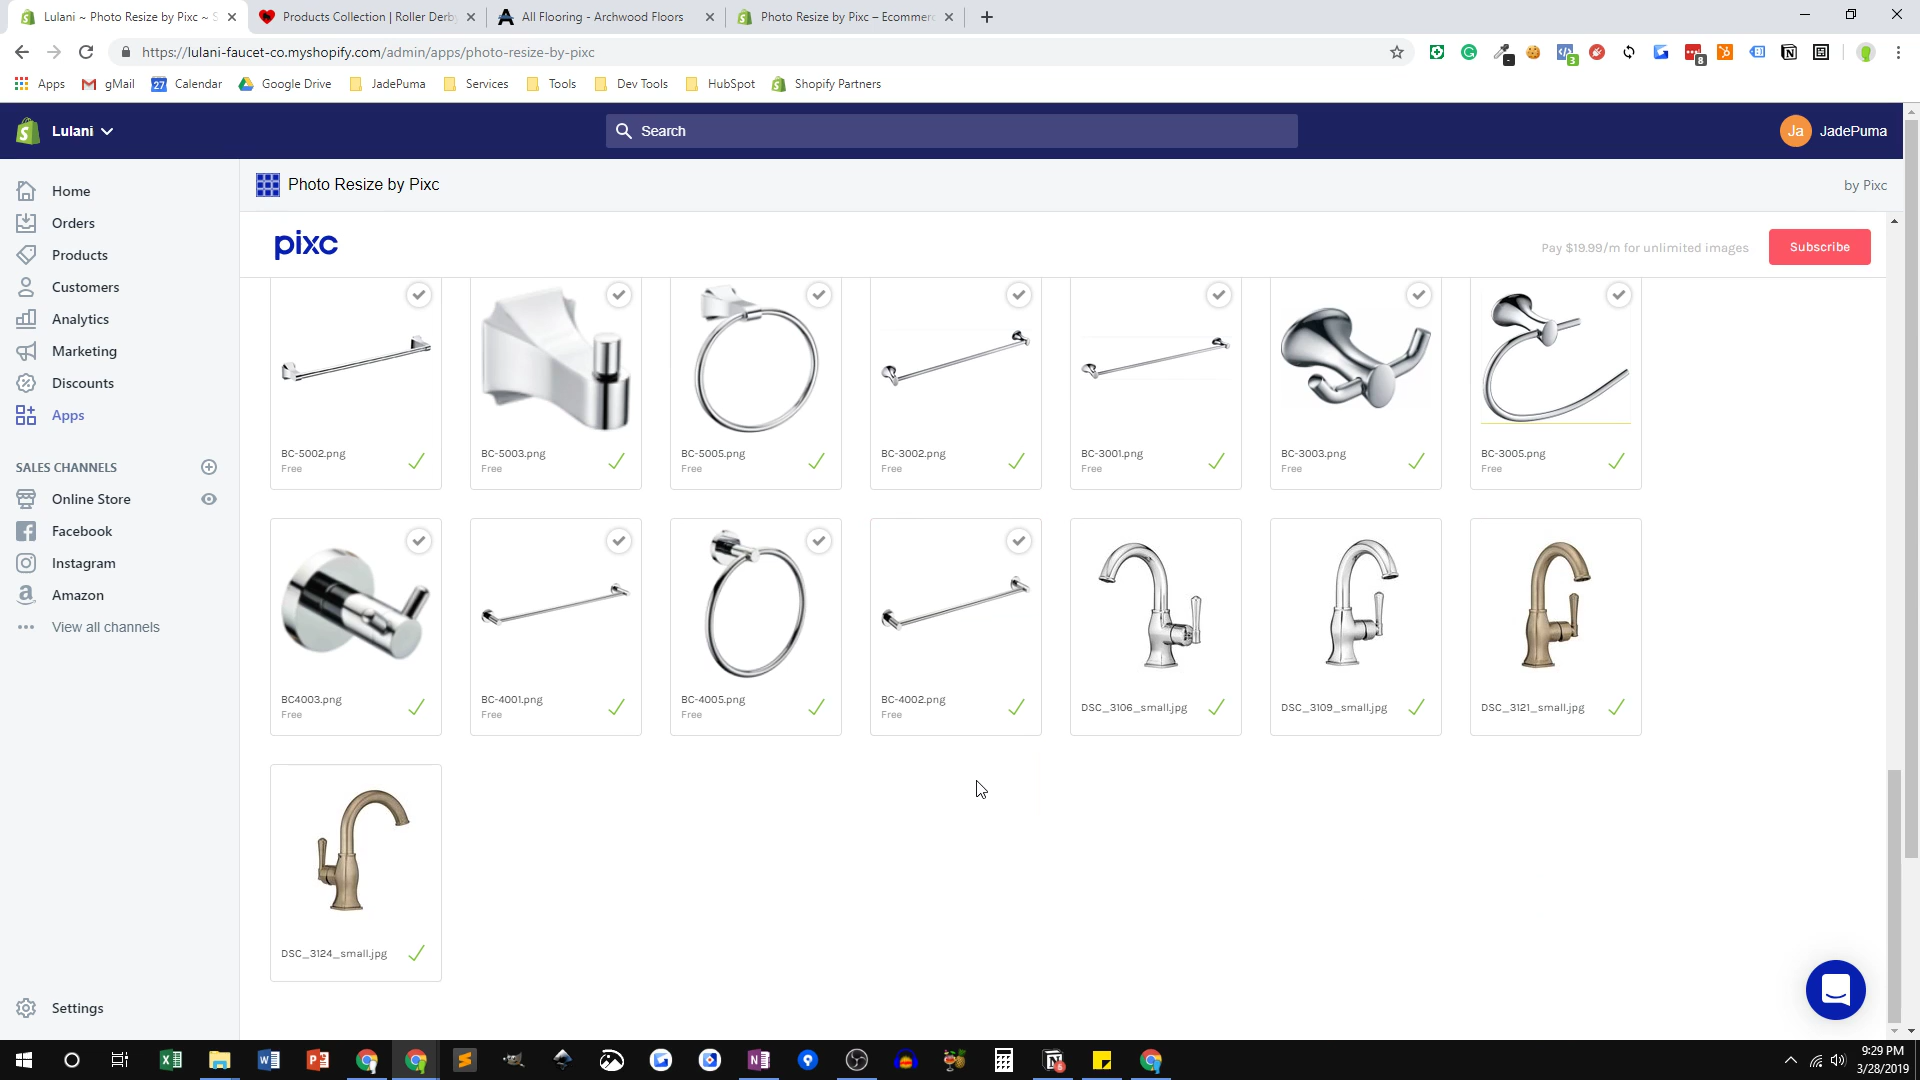 Lulani ~ Photo Resize by Pixc ~ S
Products Collection | Roller Derb
All Flooring - Archwood Floors
Photo Resize by Pixc – Ecommerc
https://lulani-faucet-co.myshopify.com/admin/apps/photo-resize-by-pixc
3
8
Apps
gMail
27
Calendar
Google Drive
JadePuma
Services
Tools
Dev Tools
HubSpot
Shopify Partners
Lulani
Search
Ja
JadePuma
Home
Orders
Products
Customers
Analytics
Marketing
Discounts
Apps
SALES CHANNELS
Online Store
Facebook
Instagram
Amazon
View all channels
Settings
Photo Resize by Pixc
by Pixc
pixc
Pay $19.99/m for unlimited images
Subscribe
BC-5002.png
Free
BC-5003.png
Free
BC-5005.png
Free
BC-3002.png
Free
BC-3001.png
Free
BC-3003.png
Free
BC-3005.png
Free
BC4003.png
Free
BC-4001.png
Free
BC-4005.png
Free
BC-4002.png
Free
DSC_3106_small.jpg
DSC_3109_small.jpg
DSC_3121_small.jpg
DSC_3124_small.jpg
9:29 PM
3/28/2019